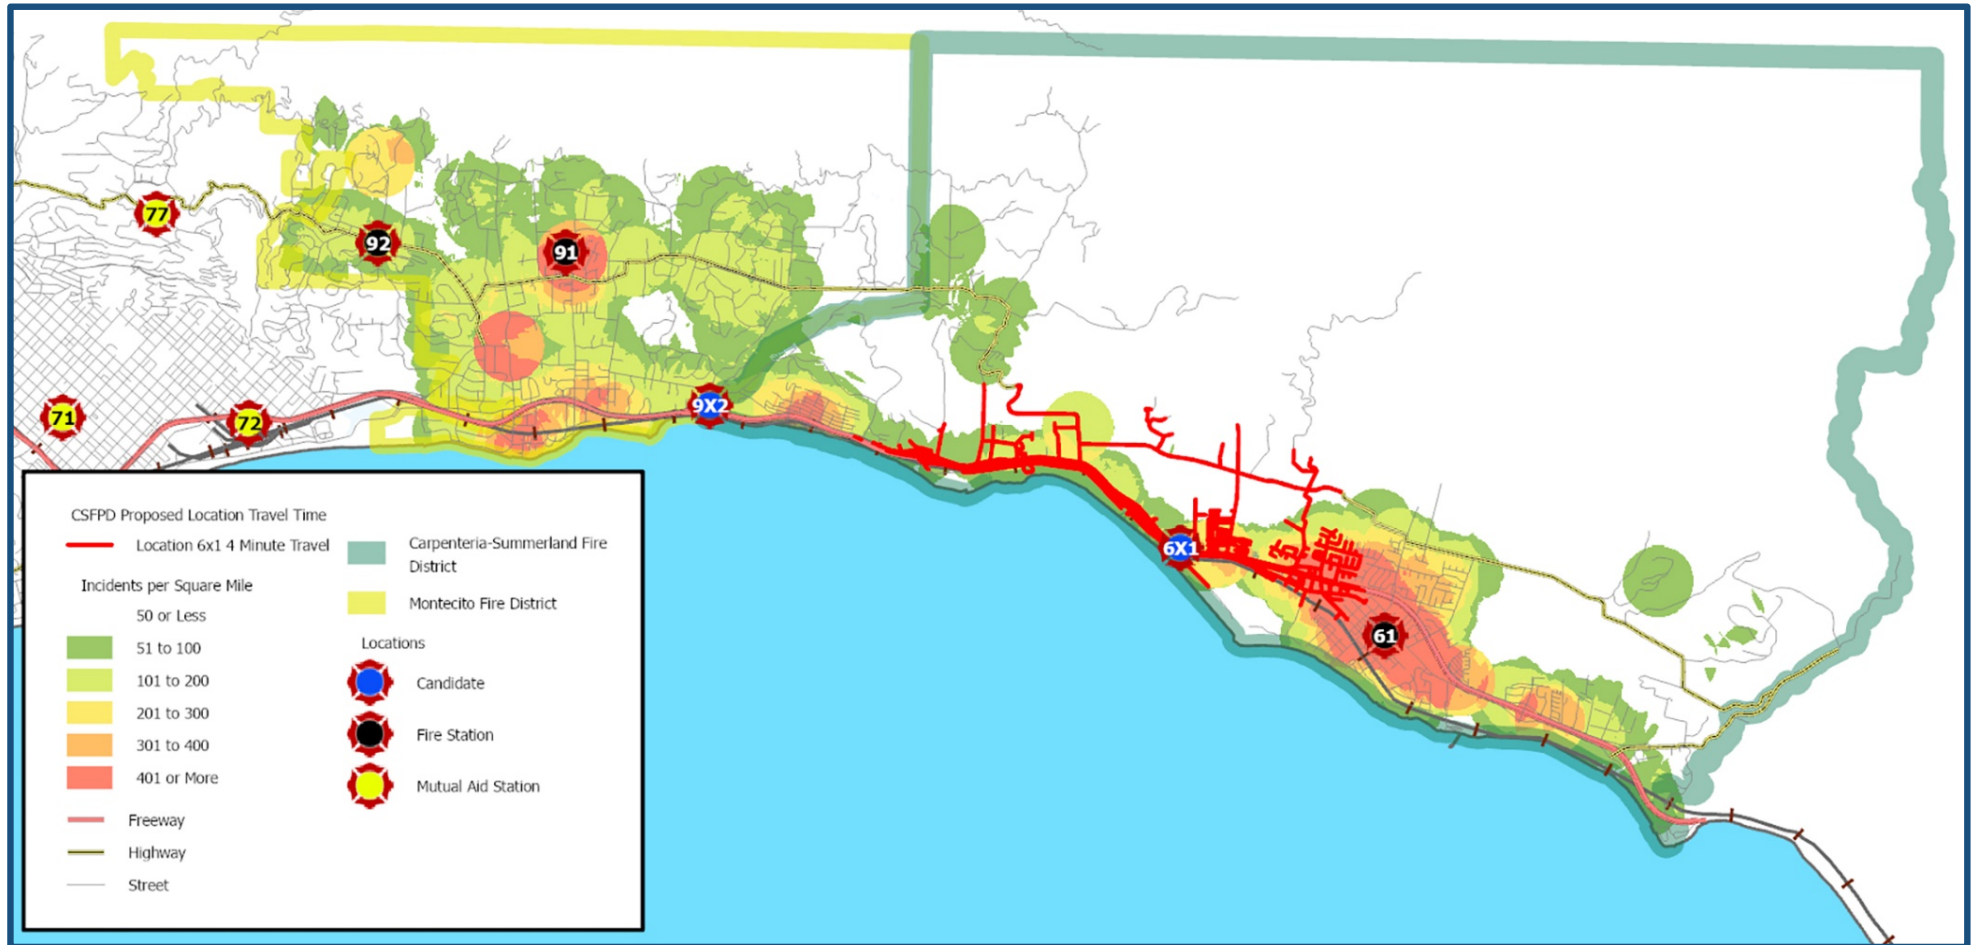 77
92
91
71
72
9X2
6X1
61
CSFPD Proposed Location Travel Time
Location 6x1 4 Minute Travel
Incidents per Square Mile
50 or Less
51 to 100
101 to 200
201 to 300
301 to 400
401 or More
Freeway
Highway
Street
Carpenteria-Summerland Fire
District
Montecito Fire District
Locations
Candidate
Fire Station
Mutual Aid Station